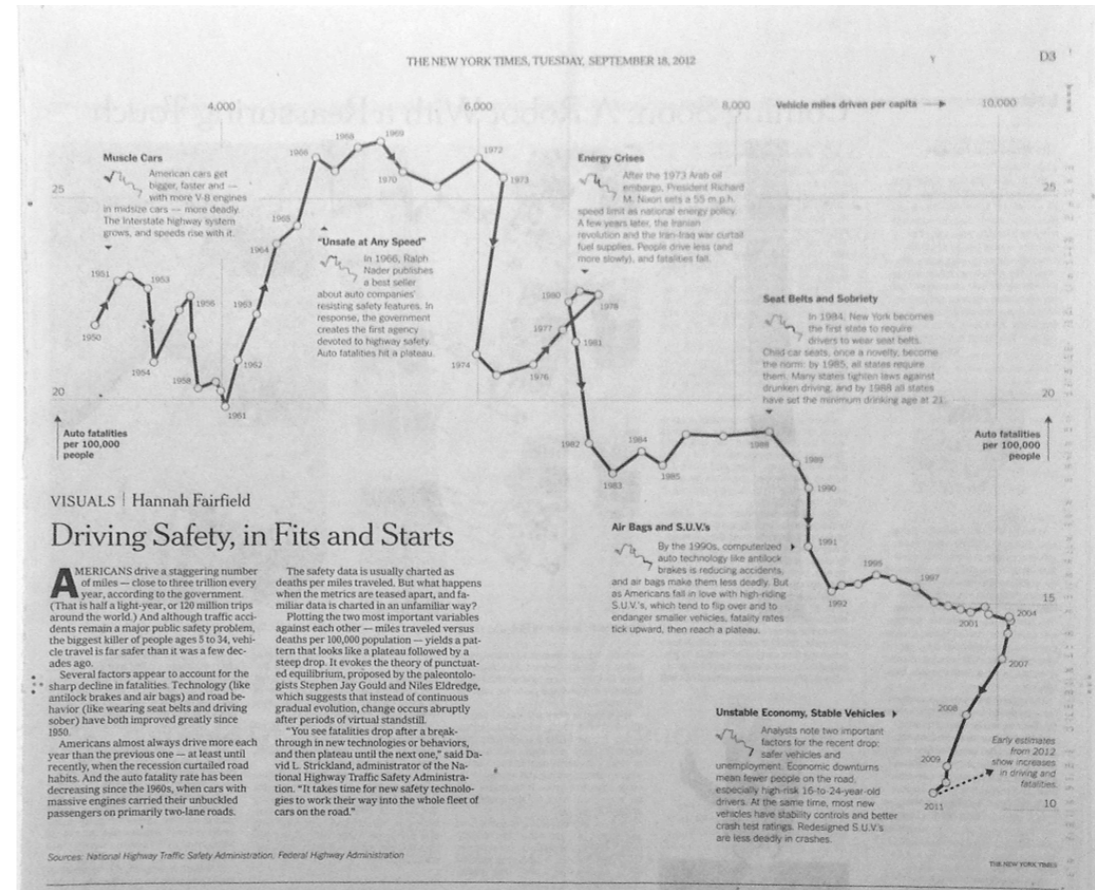 THE NEW YORK TIMES, TUESDAY, SEPTEMBER 18, 2012
D3
4,000
6,000
8,000
Vehicle miles driven per capita
10,000
25
25
20
20
15
10
Muscle Cars
American cars get
bigger, faster and —
with more V-8 engines
in midsize cars — more deadly.
The Interstate highway system
grows, and speeds rise with it.
"Unsafe at Any Speed"
In 1966, Ralph
Nader publishes
a best seller
about auto companies'
resisting safety features. In
response, the government
creates the first agency
devoted to highway safety.
Auto fatalities hit a plateau.
Energy Crises
After the 1973 Arab oil
embargo, President Richard
M. Nixon sets a 55 m.p.h.
speed limit as national energy policy.
A few years later, the Iranian
revolution and the Iran-Iraq war curtail
fuel supplies. People drive less (and
more slowly), and fatalities fall.
Seat Belts and Sobriety
In 1984, New York becomes
the first state to require
drivers to wear seat belts.
Child car seats, once a novelty, become
the norm: by 1985, all states require
them. Many states tighten laws against
drunken driving, and by 1988 all states
have set the minimum drinking age at 21.
Air Bags and S.U.V.'s
By the 1990s, computerized
auto technology like antilock
brakes is reducing accidents,
and air bags make them less deadly. But
as Americans fall in love with high-riding
S.U.V.'s, which tend to flip over and to
endanger smaller vehicles, fatality rates
tick upward, then reach a plateau.
Unstable Economy, Stable Vehicles
Analysts note two important
factors for the recent drop:
safer vehicles and
unemployment. Economic downturns
mean fewer people on the road,
especially high-risk 16-to-24-year-old
drivers. At the same time, most new
vehicles have stability controls and better
crash test ratings. Redesigned S.U.V.'s
are less deadly in crashes.
Early estimates
from 2012
show increases
in driving and
fatalities.
1950
1951
1953
1954
1956
1958
1961
1962
1963
1964
1965
1966
1968
1969
1970
1972
1973
1974
1976
1977
1978
1980
1981
1982
1983
1984
1985
1988
1989
1990
1991
1992
1995
1997
2001
2004
2007
2008
2009
2011
Auto fatalities
per 100,000
people
Auto fatalities
per 100,000
people
VISUALS | Hannah Fairfield
Driving Safety, in Fits and Starts
AMERICANS drive a staggering number
of miles — close to three trillion every
year, according to the government.
(That is half a light-year, or 120 million trips
around the world.) And although traffic acci-
dents remain a major public safety problem,
the biggest killer of people ages 5 to 34, vehi-
cle travel is far safer than it was a few dec-
ades ago.
Several factors appear to account for the
sharp decline in fatalities. Technology (like
antilock brakes and air bags) and road be-
havior (like wearing seat belts and driving
sober) have both improved greatly since
1950.
Americans almost always drive more each
year than the previous one — at least until
recently, when the recession curtailed road
habits. And the auto fatality rate has been
decreasing since the 1960s, when cars with
massive engines carried their unbuckled
passengers on primarily two-lane roads.
The safety data is usually charted as
deaths per miles traveled. But what happens
when the metrics are teased apart, and fa-
miliar data is charted in an unfamiliar way?
Plotting the two most important variables
against each other — miles traveled versus
deaths per 100,000 population — yields a pat-
tern that looks like a plateau followed by a
steep drop. It evokes the theory of punctuat-
ed equilibrium, proposed by the paleontolo-
gists Stephen Jay Gould and Niles Eldredge,
which suggests that instead of continuous
gradual evolution, change occurs abruptly
after periods of virtual standstill.
"You see fatalities drop after a break-
through in new technologies or behaviors,
and then plateau until the next one," said Da-
vid L. Strickland, administrator of the Na-
tional Highway Traffic Safety Administra-
tion. "It takes time for new safety technolo-
gies to work their way into the whole fleet of
cars on the road."
Sources: National Highway Traffic Safety Administration, Federal Highway Administration
THE NEW YORK TIMES